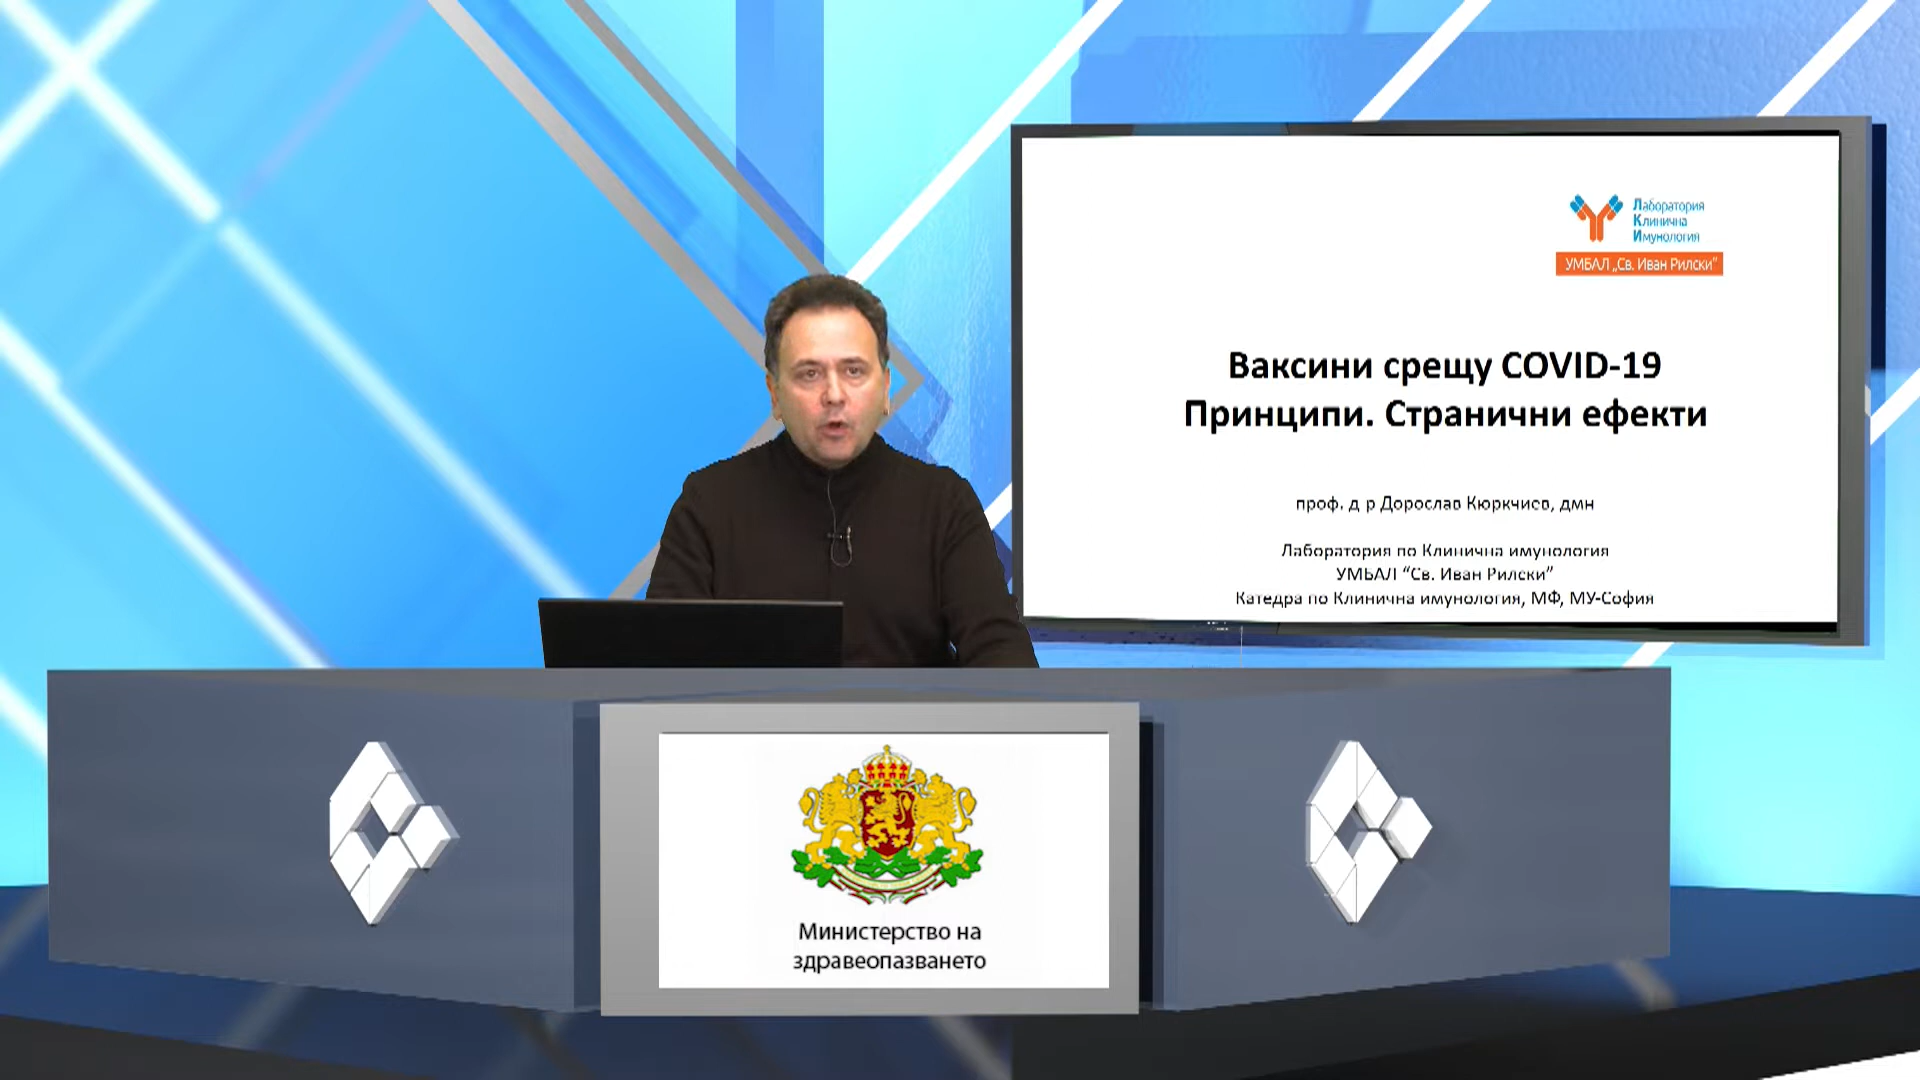 Лаборатория
Клинична
Имунология
УМБАЛ „Св. Иван Рилски"
Ваксини срещу COVID-19
Принципи. Странични ефекти
проф. д р Дорослав Кюркчиев, дмн
Лаборатория по Клинична имунология
УМБАЛ “Св. Иван Рилски”
Катедра по Клинична имунология, МФ, МУ-София
Министерство на
здравеопазването